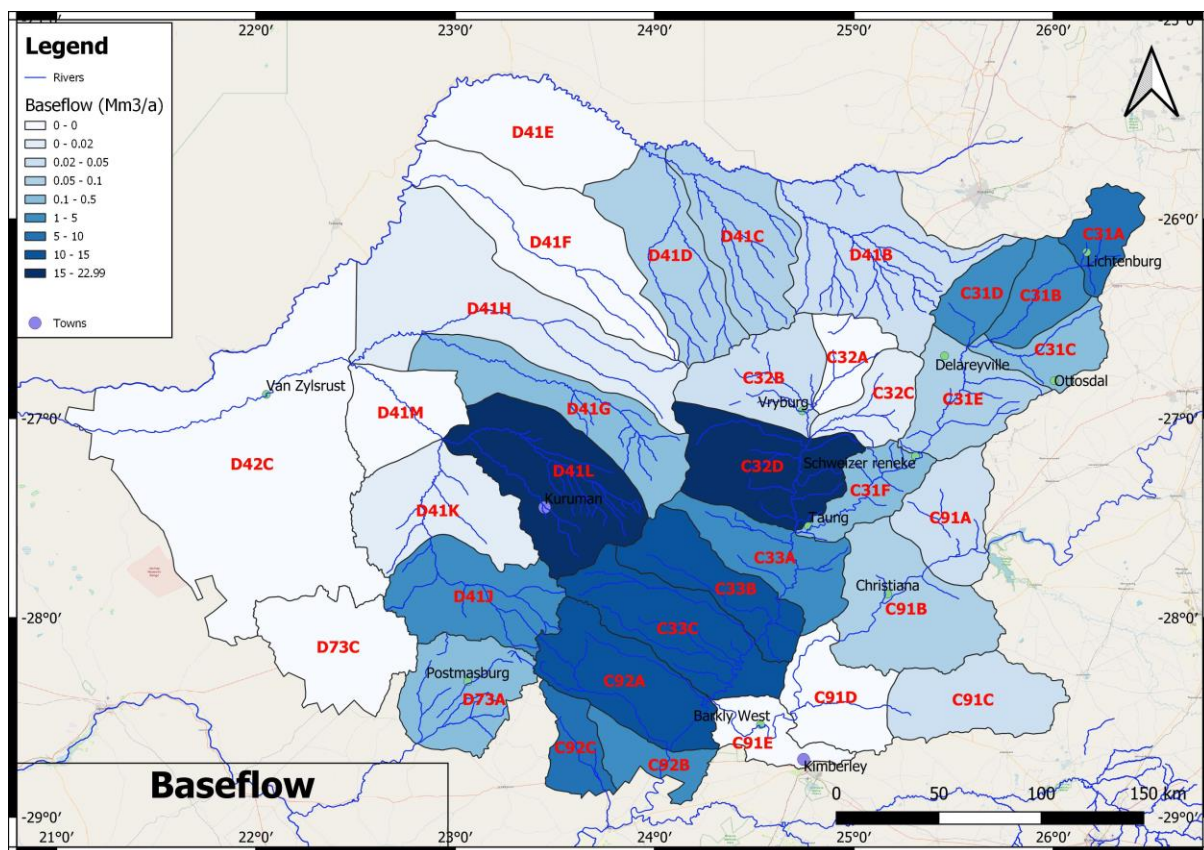 22°0′ 23°0′ 24°0′ 25°0′ 26°0′
Legend
Rivers
Baseflow (Mm3/a)
0 - 0
0 - 0.02
0.02 - 0.05
0.05 - 0.1
0.1 - 0.5
1 - 5
5 - 10
10 - 15
15 - 22.99
Towns
D41E
-26°0′ -26°0′
D41F D41D D41C D41B C31A
Lichtenburg
C31D C31B
D41H
C32A C31C
Delareyville
Van Zylsrust C32B Ottosdal
C32C C31E
Vryburg
D41M D41G
-27°0′ -27°0′
D42C D41L C32D Schweizer reneke
C31F
Kuruman
D41K Taung C91A
C33A
Christiana
D41J C33B C91B
-28°0′ -28°0′
D73C C33C
Postmasburg C92A
D73A C91D C91C
Barkly West
C92C C91E
C92B Kimberley
Baseflow
0 50 100 150 km
-29°0′ -29°0′
21°0′ 22°0′ 23°0′ 24°0′ 25°0′ 26°0′